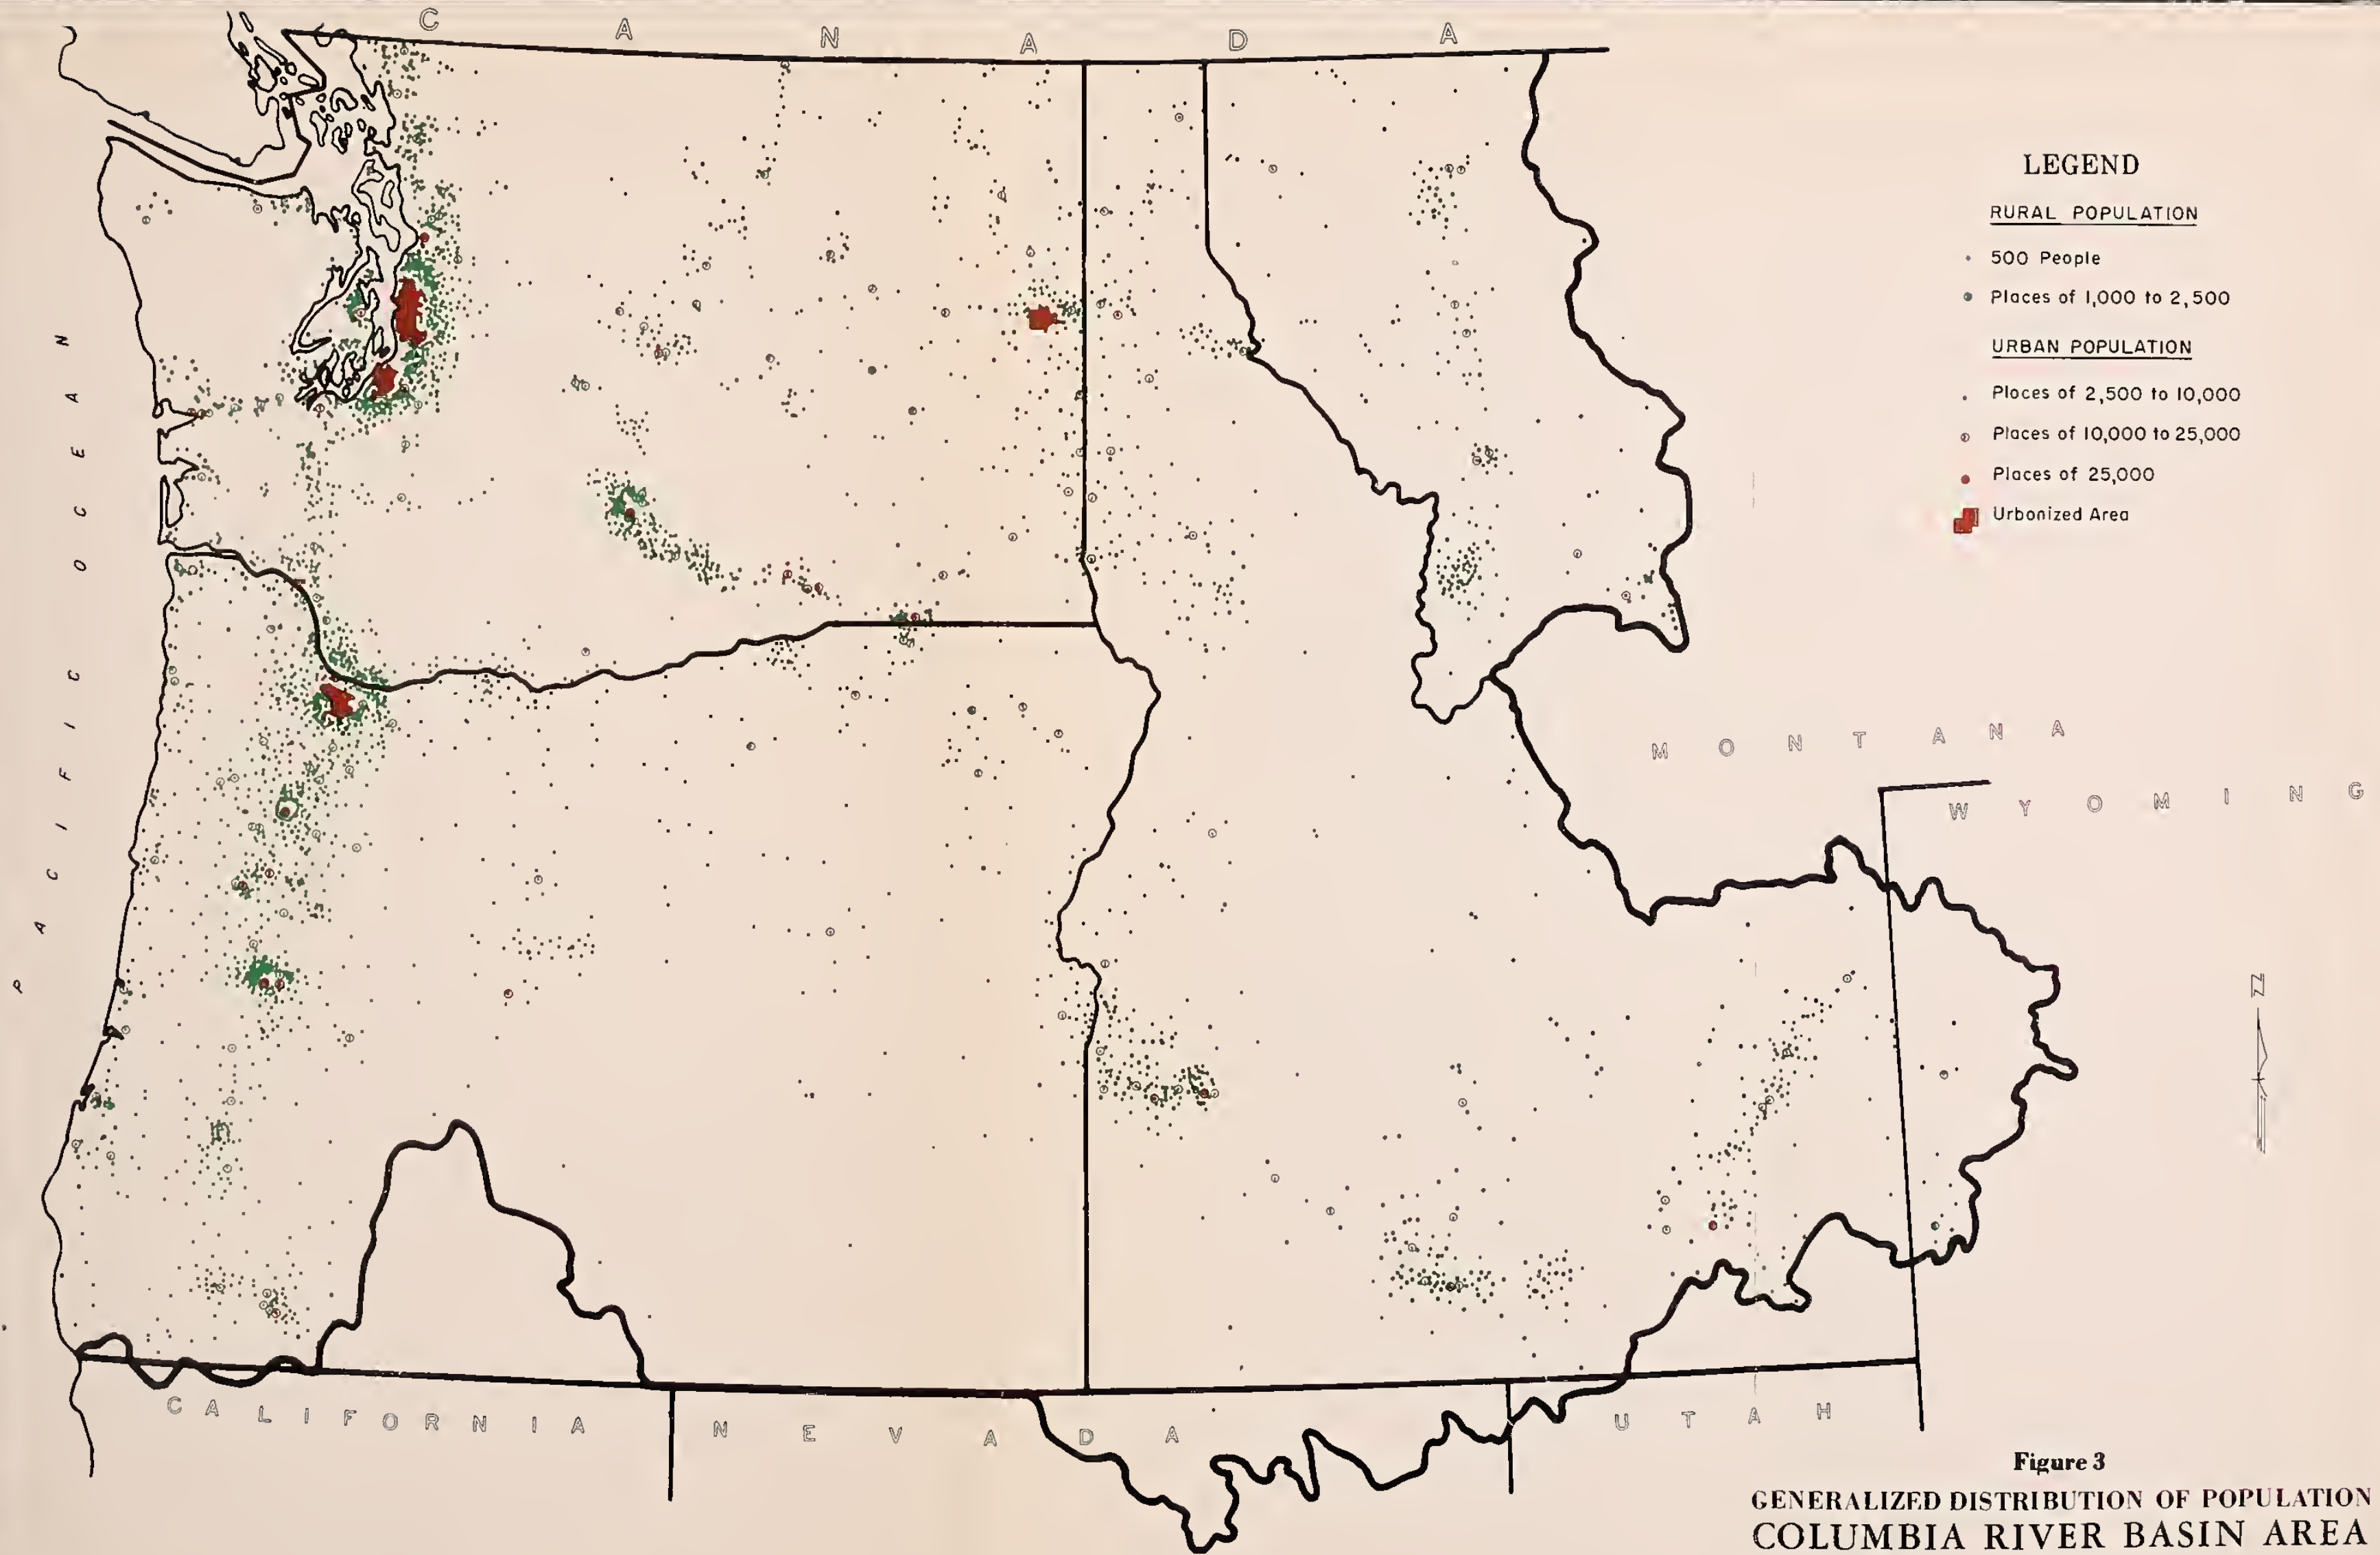 C A N A D A
PACIFIC OCEAN
LEGEND
RURAL POPULATION
500 People
Places of 1,000 to 2,500
URBAN POPULATION
Places of 2,500 to 10,000
Places of 10,000 to 25,000
Places of 25,000
Urbanized Area
M O N T A N A
W Y O M I N G
N
C A L I F O R N I A
N E V A D A
U T A H
Figure 3
GENERALIZED DISTRIBUTION OF POPULATION
COLUMBIA RIVER BASIN AREA